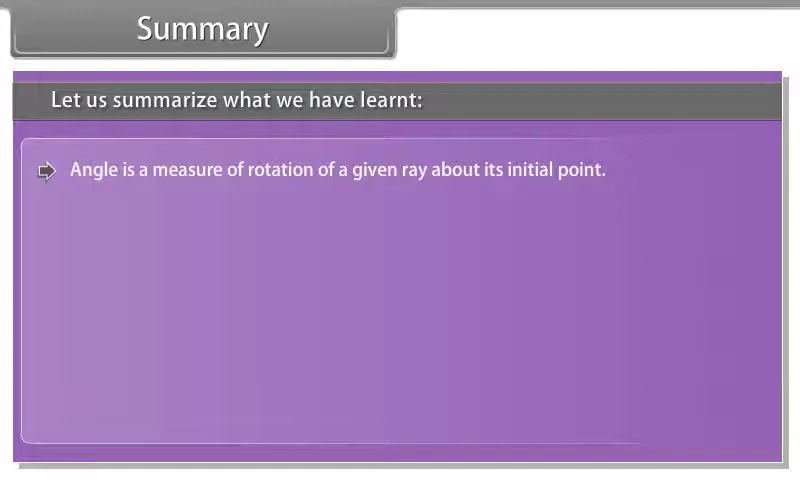 Summary
Let us summarize what we have learnt:
Angle is a measure of rotation of a given ray about its initial point.